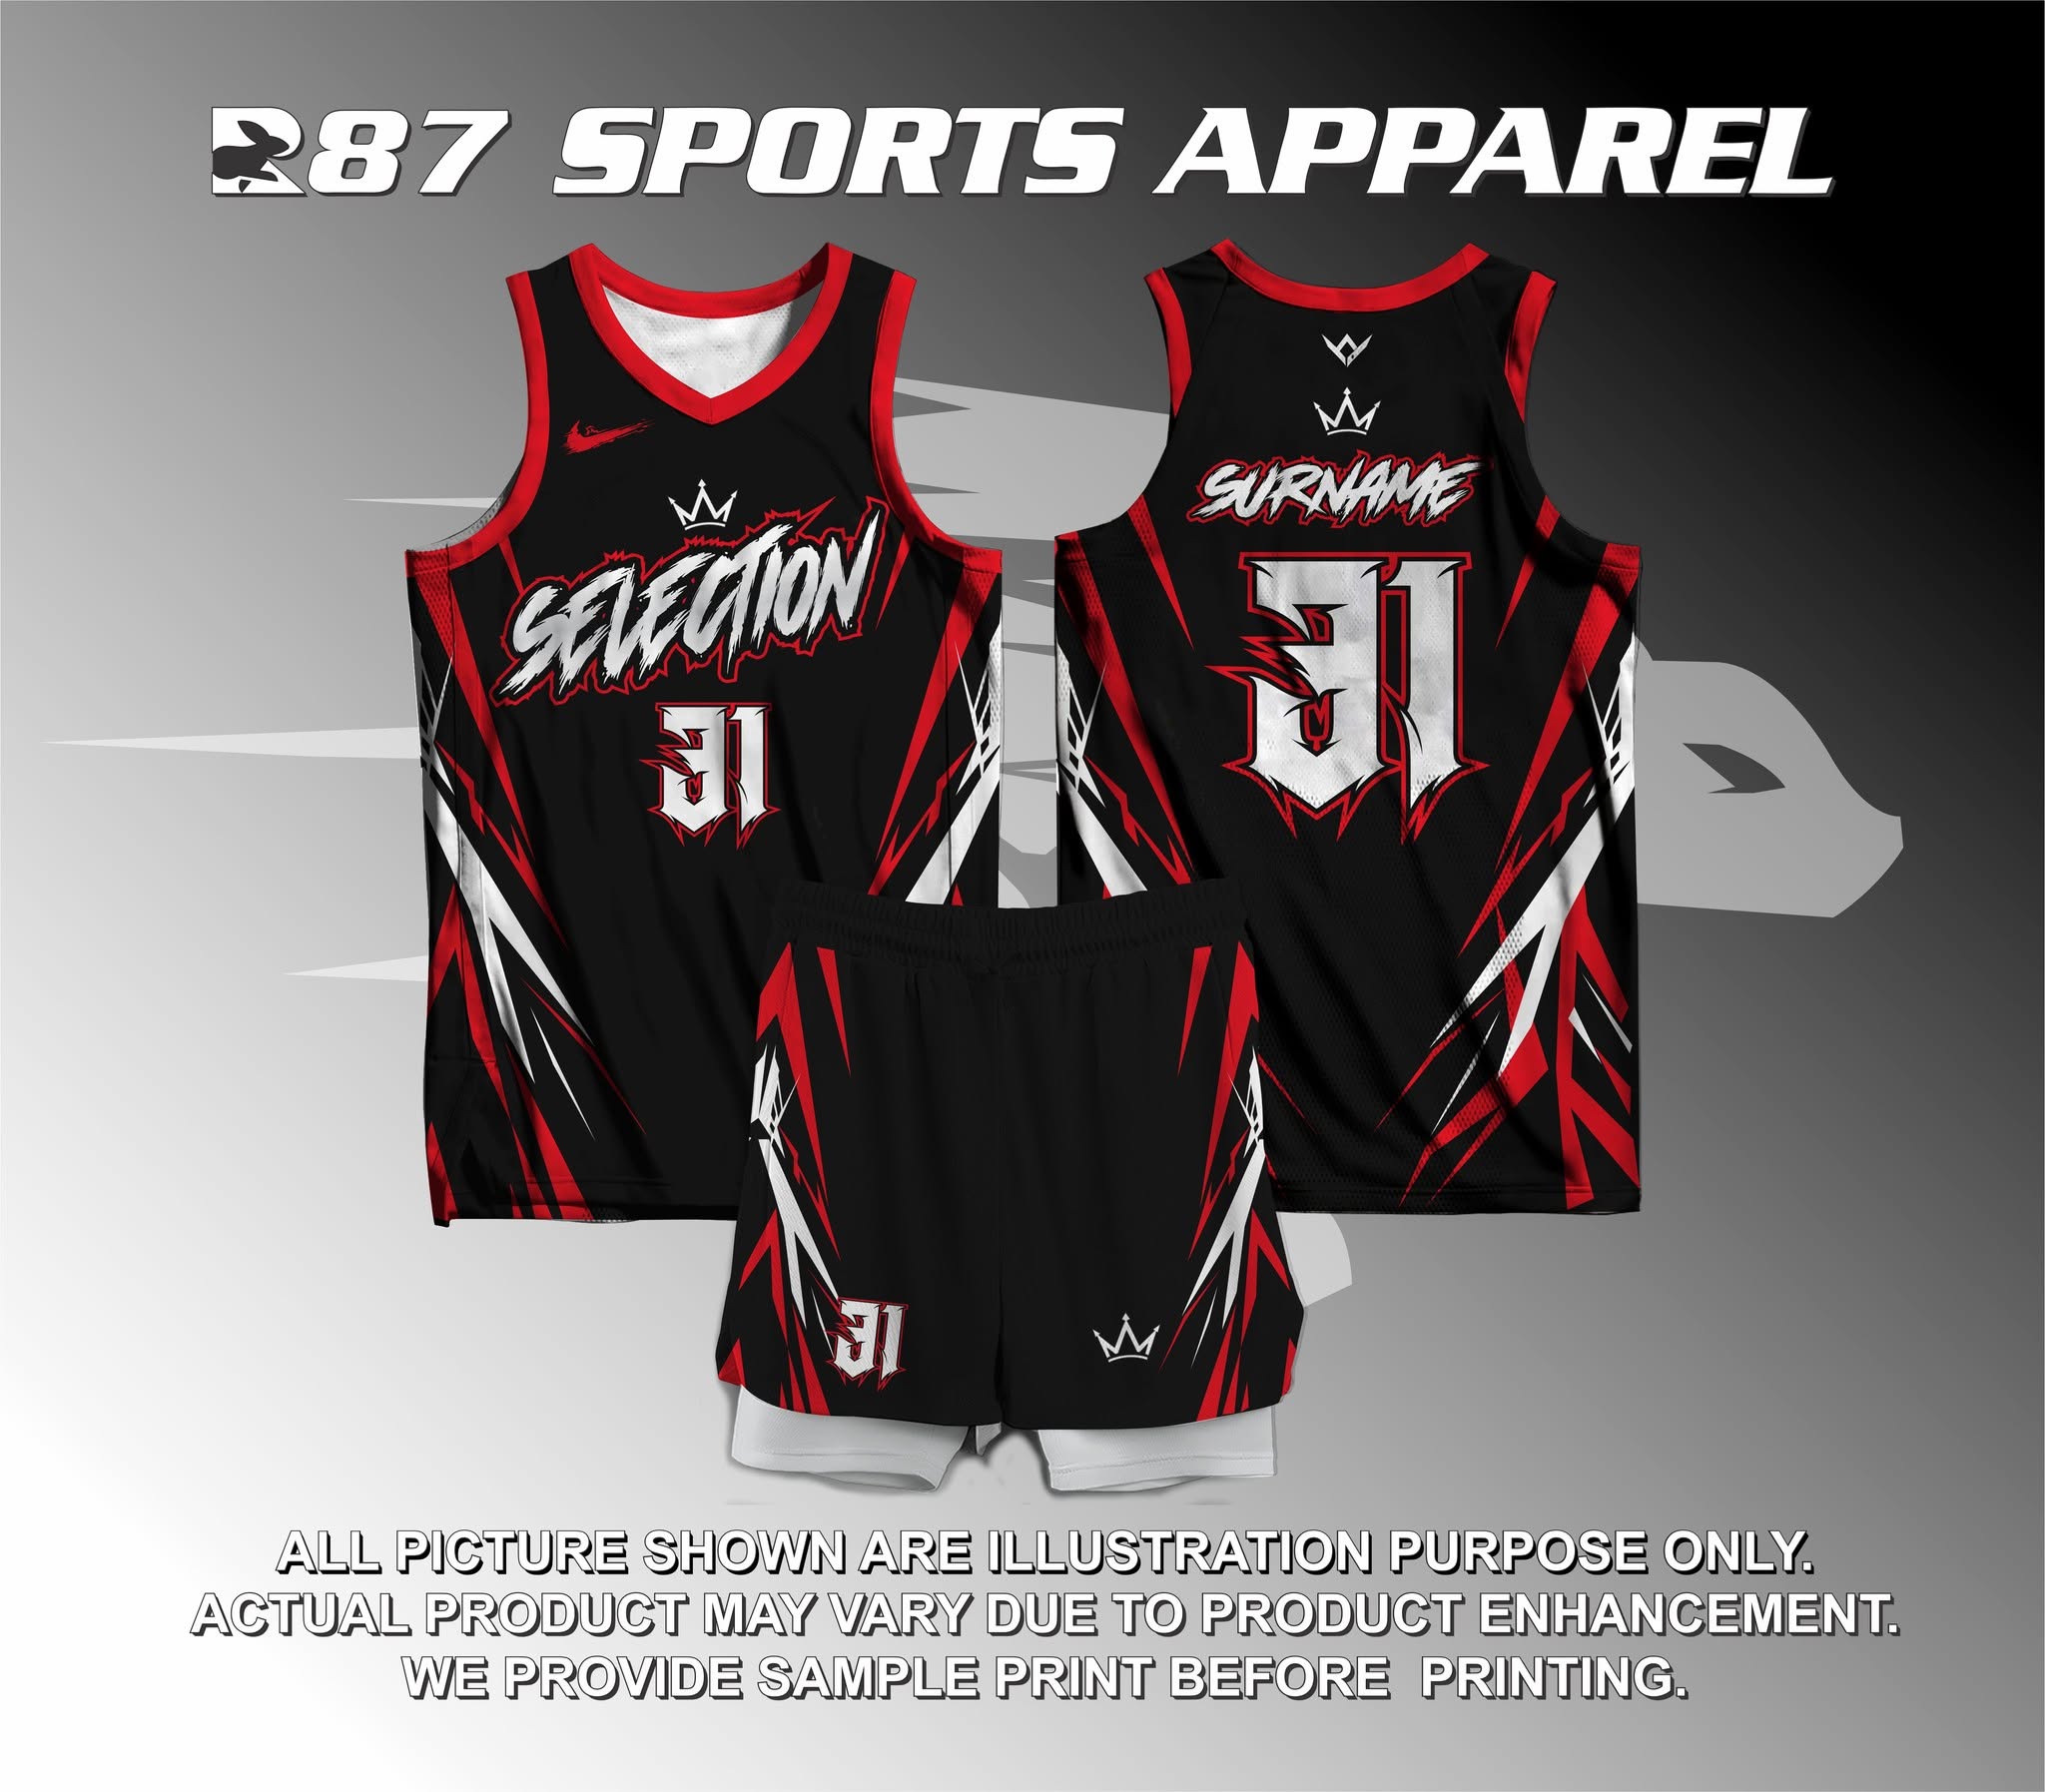 R87 SPORTS APPAREL
SELECTION
31
SURNAME
31
31
ALL PICTURE SHOWN ARE ILLUSTRATION PURPOSE ONLY.
ACTUAL PRODUCT MAY VARY DUE TO PRODUCT ENHANCEMENT.
WE PROVIDE SAMPLE PRINT BEFORE PRINTING.